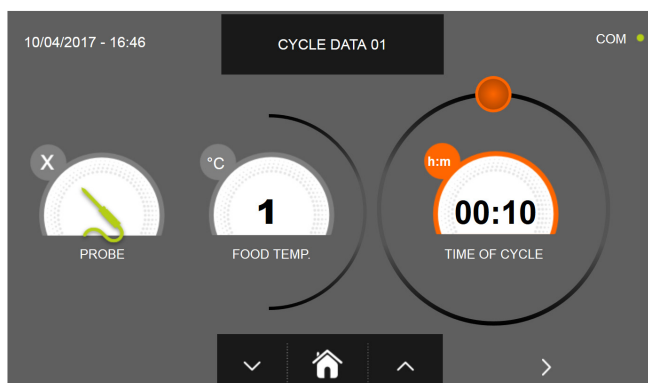 10/04/2017 - 16:46
CYCLE DATA 01
COM
X
°C
h:m
1
00:10
PROBE
FOOD TEMP.
TIME OF CYCLE